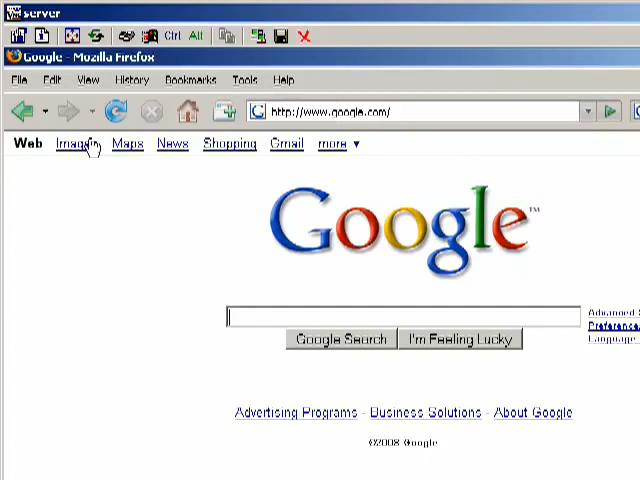 server
Ctrl Alt
Google - Mozilla Firefox
File Edit View History Bookmarks Tools Help
G http://www.google.com/
Web Images Maps News Shopping Gmail more ▼
Google™
Advanced
Preference
Google Search I'm Feeling Lucky
Language
Advertising Programs - Business Solutions - About Google
©2008 Google